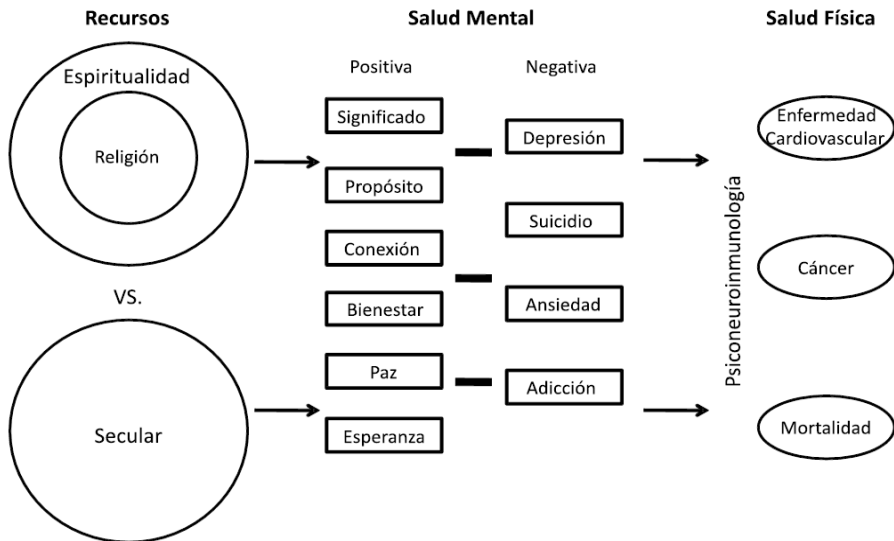 Recursos
Salud Mental
Salud Física
Positiva
Negativa
Espiritualidad
Religión
VS.
Secular
Significado
Propósito
Conexión
Bienestar
Paz
Esperanza
Depresión
Suicidio
Ansiedad
Adicción
Psiconeuroinmunología
Enfermedad
Cardiovascular
Cáncer
Mortalidad